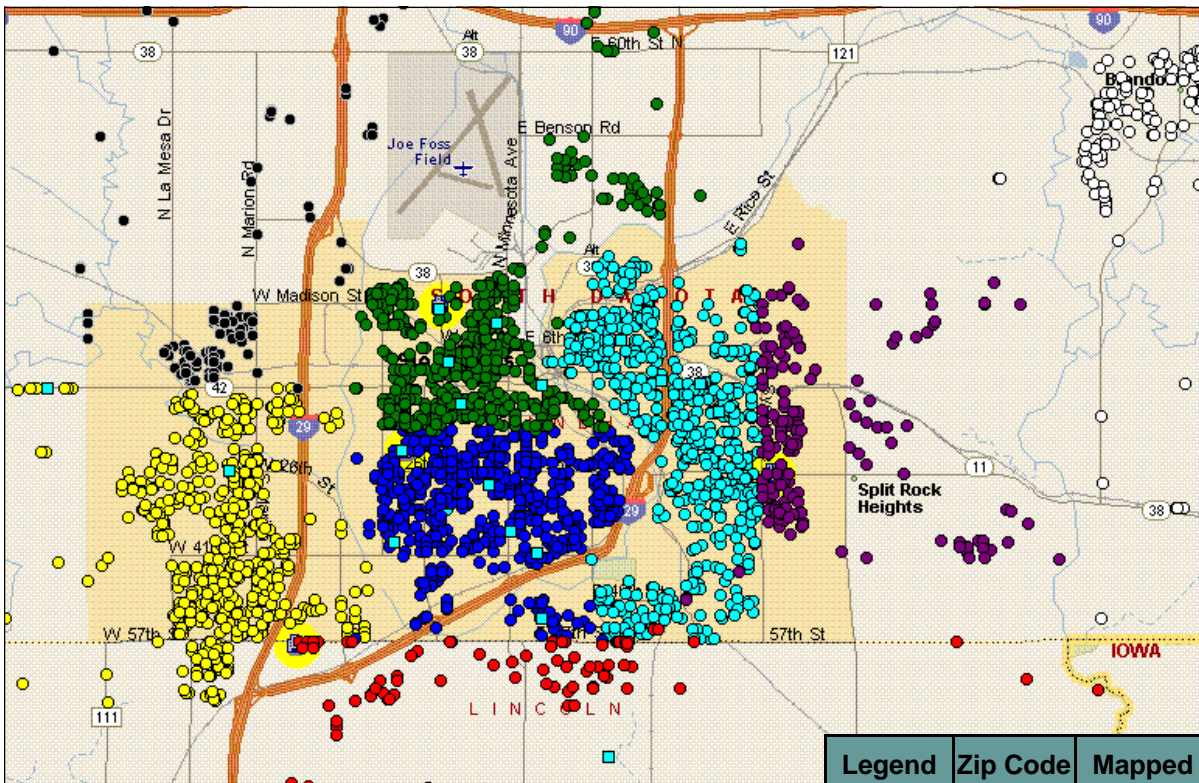 90
90
E 60th St N
Alt
38
38
121
Brando
N La Mesa Dr
E Benson Rd
Joe Foss
Field
N Minnesota Ave
N Marion Rd
E Rice St
Alt
38
W Madison St
SOUTH DAKOTA
E 6th
38
42
29
W 26th St
11
Split Rock
Heights
29
38
W 41
W 57th
57th St
IOWA
LINCOLN
111
Legend Zip Code Mapped